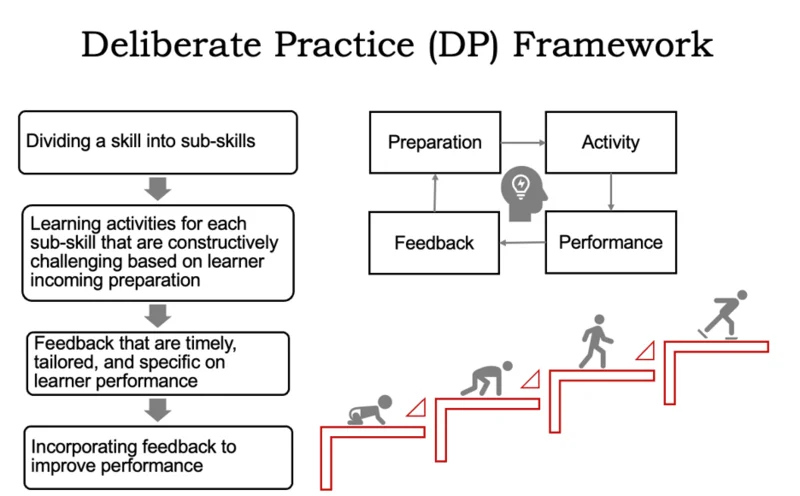 Deliberate Practice (DP) Framework
Dividing a skill into sub-skills
Learning activities for each
sub-skill that are constructively
challenging based on learner
incoming preparation
Feedback that are timely,
tailored, and specific on
learner performance
Incorporating feedback to
improve performance
Preparation
Activity
Feedback
Performance